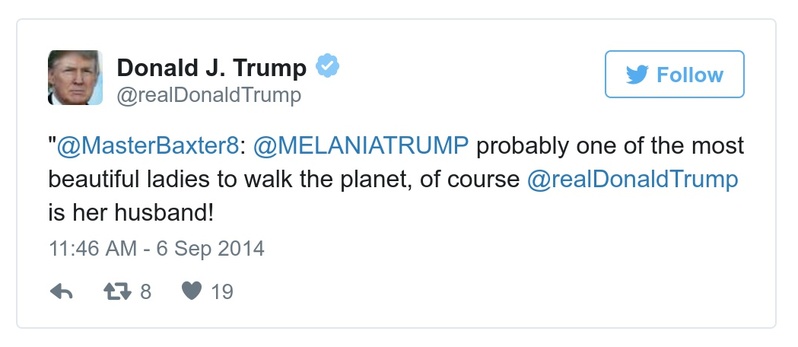 Donald J. Trump
@realDonaldTrump
Follow
"@MasterBaxter8: @MELANIATRUMP probably one of the most
beautiful ladies to walk the planet, of course @realDonaldTrump
is her husband!
11:46 AM - 6 Sep 2014
8 19